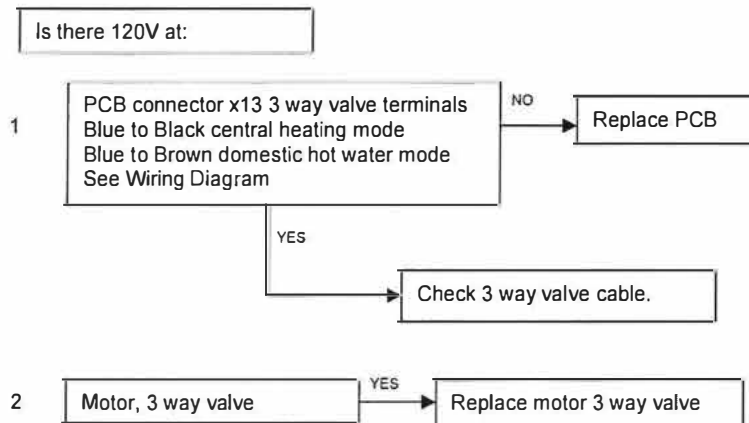 Is there 120V at:
1
PCB connector x13 3 way valve terminals
Blue to Black central heating mode
Blue to Brown domestic hot water mode
See Wiring Diagram
NO
Replace PCB
YES
Check 3 way valve cable.
2
Motor, 3 way valve
YES
Replace motor 3 way valve